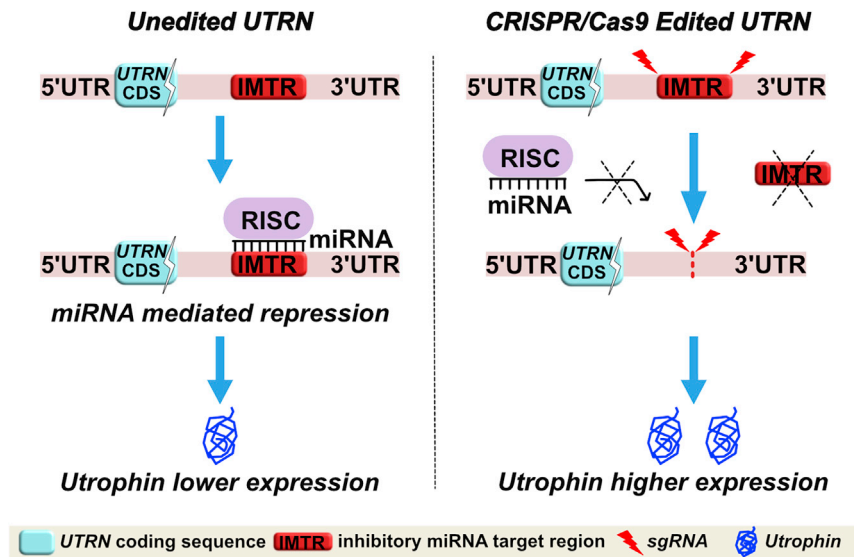 Unedited UTRN
5'UTR UTRN CDS IMTR 3'UTR
RISC
miRNA
5'UTR UTRN CDS IMTR 3'UTR
miRNA mediated repression
Utrophin lower expression
CRISPR/Cas9 Edited UTRN
5'UTR UTRN CDS IMTR 3'UTR
RISC
miRNA
IMTR
5'UTR UTRN CDS 3'UTR
Utrophin higher expression
UTRN coding sequence IMTR inhibitory miRNA target region sgRNA Utrophin